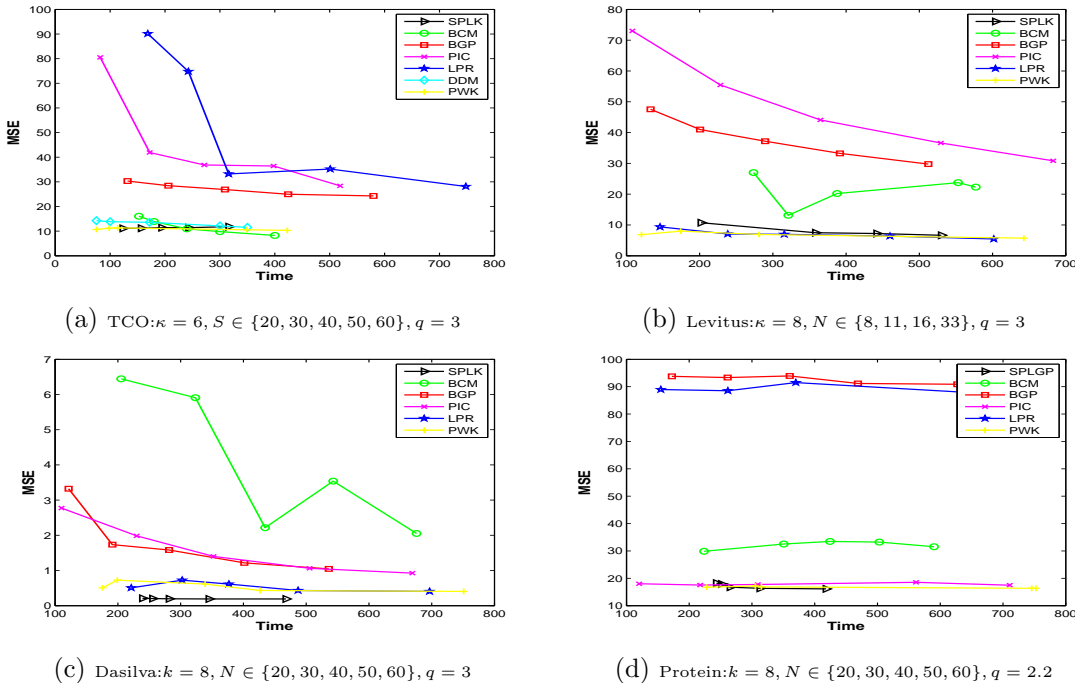 100
90
80
70
60
50
40
30
20
10
0
MSE
0 100 200 300 400 500 600 700 800
Time
SPLK
BCM
BGP
PIC
LPR
DDM
PWK
(a) TCO:κ = 6, S ∈ {20, 30, 40, 50, 60}, q = 3
80
70
60
50
40
30
20
10
0
MSE
100 200 300 400 500 600 700
Time
SPLK
BCM
BGP
PIC
LPR
PWK
(b) Levitus:κ = 8, N ∈ {8, 11, 16, 33}, q = 3
7
6
5
4
3
2
1
0
MSE
100 200 300 400 500 600 700 800
Time
SPLK
BCM
BGP
PIC
LPR
PWK
(c) Dasilva:k = 8, N ∈ {20, 30, 40, 50, 60}, q = 3
100
90
80
70
60
50
40
30
20
10
MSE
100 200 300 400 500 600 700 800
Time
SPLGP
BCM
BGP
PIC
LPR
PWK
(d) Protein:k = 8, N ∈ {20, 30, 40, 50, 60}, q = 2.2